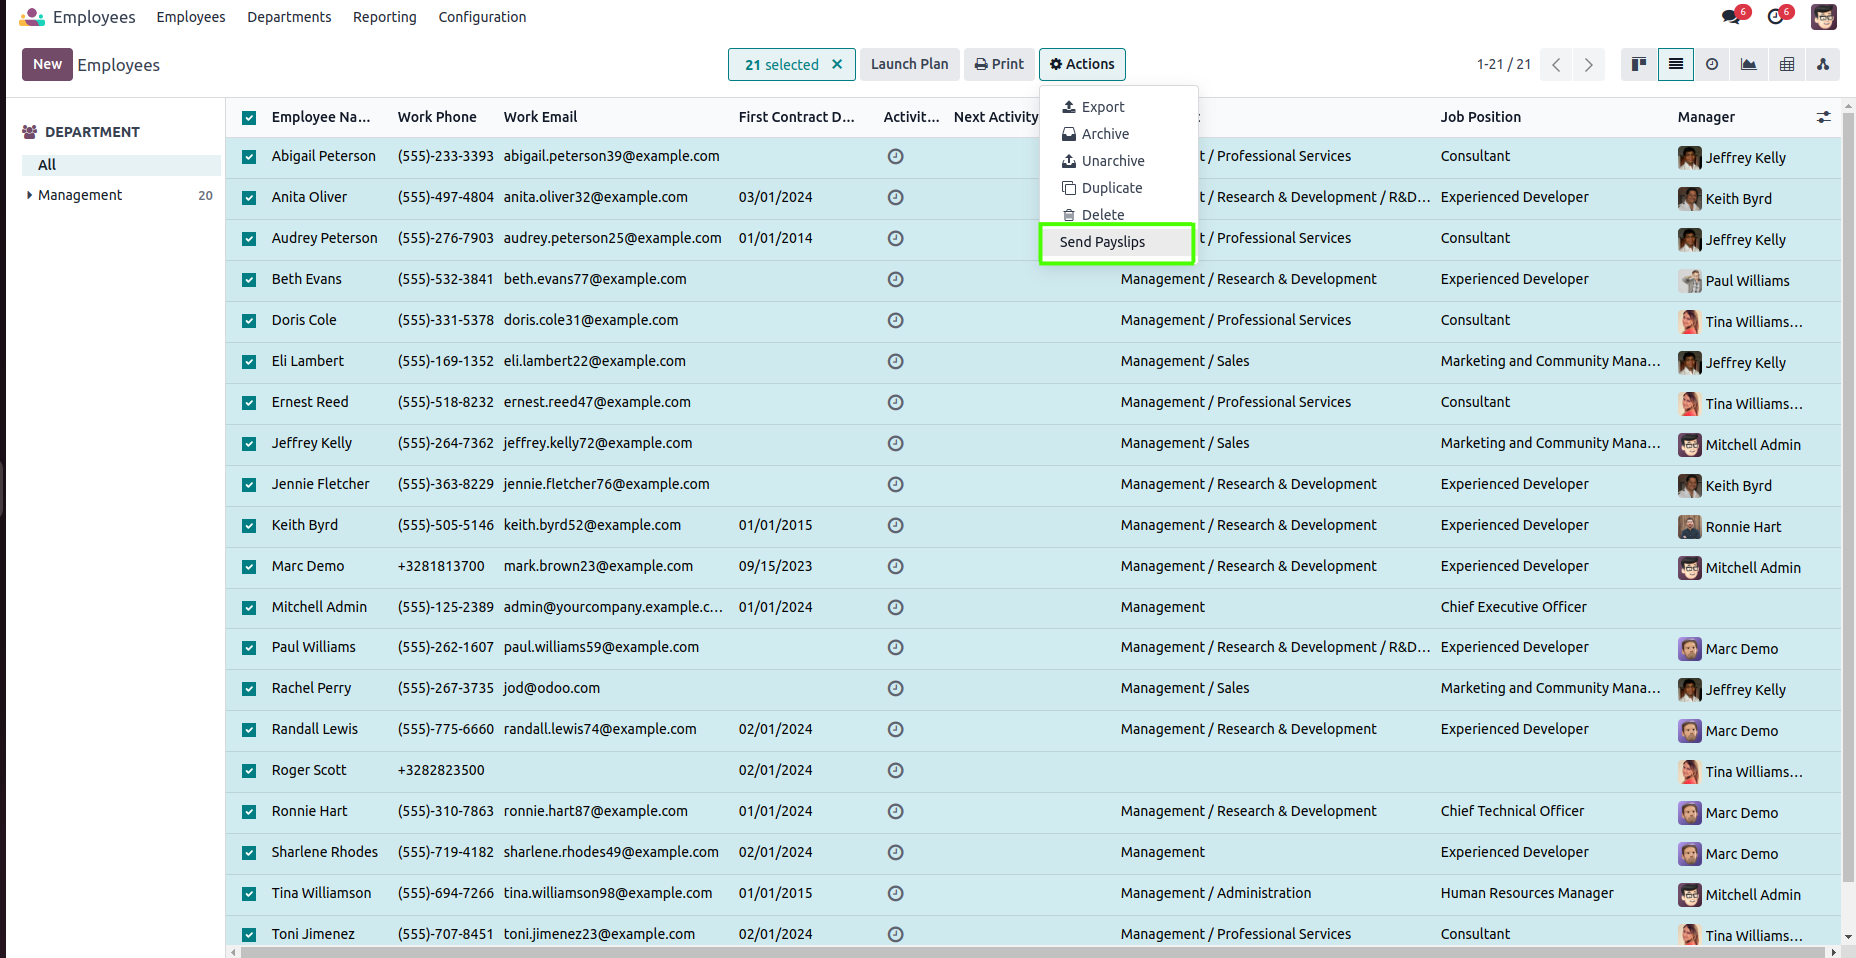 Employees Employees Departments Reporting Configuration 6 6
New Employees 21 selected × Launch Plan Print Actions 1-21 / 21
DEPARTMENT
All
Management 20
Export
Archive
Unarchive
Duplicate
Delete
Send Payslips
Employee Na... Work Phone Work Email First Contract D... Activit... Next Activity Job Position Manager
Abigail Peterson (555)-233-3393 abigail.peterson39@example.com t / Professional Services Consultant Jeffrey Kelly
Anita Oliver (555)-497-4804 anita.oliver32@example.com 03/01/2024 t / Research & Development / R&D... Experienced Developer Keith Byrd
Audrey Peterson (555)-276-7903 audrey.peterson25@example.com 01/01/2014 t / Professional Services Consultant Jeffrey Kelly
Beth Evans (555)-532-3841 beth.evans77@example.com Management / Research & Development Experienced Developer Paul Williams
Doris Cole (555)-331-5378 doris.cole31@example.com Management / Professional Services Consultant Tina Williams...
Eli Lambert (555)-169-1352 eli.lambert22@example.com Management / Sales Marketing and Community Mana... Jeffrey Kelly
Ernest Reed (555)-518-8232 ernest.reed47@example.com Management / Professional Services Consultant Tina Williams...
Jeffrey Kelly (555)-264-7362 jeffrey.kelly72@example.com Management / Sales Marketing and Community Mana... Mitchell Admin
Jennie Fletcher (555)-363-8229 jennie.fletcher76@example.com Management / Research & Development Experienced Developer Keith Byrd
Keith Byrd (555)-505-5146 keith.byrd52@example.com 01/01/2015 Management / Research & Development Experienced Developer Ronnie Hart
Marc Demo +3281813700 mark.brown23@example.com 09/15/2023 Management / Research & Development Experienced Developer Mitchell Admin
Mitchell Admin (555)-125-2389 admin@yourcompany.example.c... 01/01/2024 Management Chief Executive Officer
Paul Williams (555)-262-1607 paul.williams59@example.com Management / Research & Development / R&D... Experienced Developer Marc Demo
Rachel Perry (555)-267-3735 jod@odoo.com Management / Sales Marketing and Community Mana... Jeffrey Kelly
Randall Lewis (555)-775-6660 randall.lewis74@example.com 02/01/2024 Management / Research & Development Experienced Developer Marc Demo
Roger Scott +3282823500 02/01/2024 Tina Williams...
Ronnie Hart (555)-310-7863 ronnie.hart87@example.com 01/01/2024 Management / Research & Development Chief Technical Officer Marc Demo
Sharlene Rhodes (555)-719-4182 sharlene.rhodes49@example.com 02/01/2024 Management Experienced Developer Marc Demo
Tina Williamson (555)-694-7266 tina.williamson98@example.com 01/01/2015 Management / Administration Human Resources Manager Mitchell Admin
Toni Jimenez (555)-707-8451 toni.jimenez23@example.com 02/01/2024 Management / Professional Services Consultant Tina Williams...